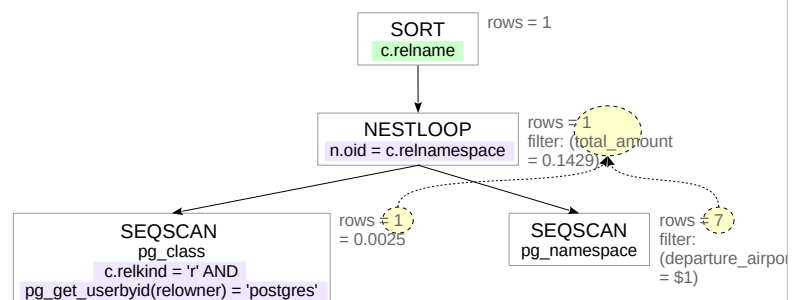 SORT
c.relname
rows = 1
NESTLOOP
n.oid = c.relnamespace
rows = 1
filter: (total_amount
= 0.1429)
SEQSCAN
pg_class
c.relkind = 'r' AND
pg_get_userbyid(relowner) = 'postgres'
rows = 1
= 0.0025
SEQSCAN
pg_namespace
rows = 7
filter:
= $1)